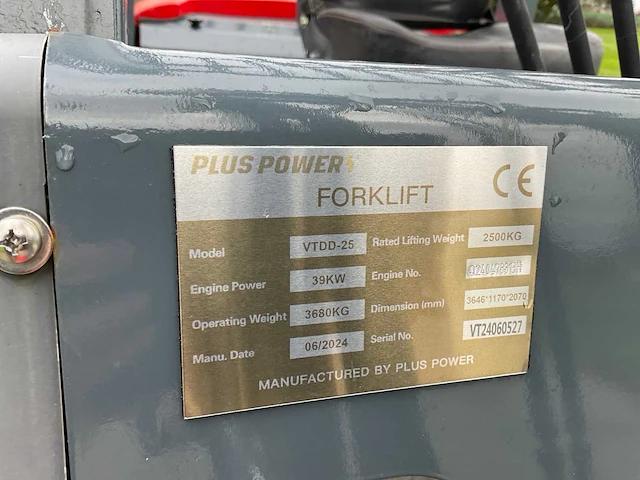 PLUS POWER
FORKLIFT
CE
Model VTDD-25 Rated Lifting Weight 2500KG
Engine Power 39KW Engine No.
Operating Weight 3680KG Dimension (mm) 3646*1170*2070
Manu. Date 06/2024 Serial No. VT24060527
MANUFACTURED BY PLUS POWER